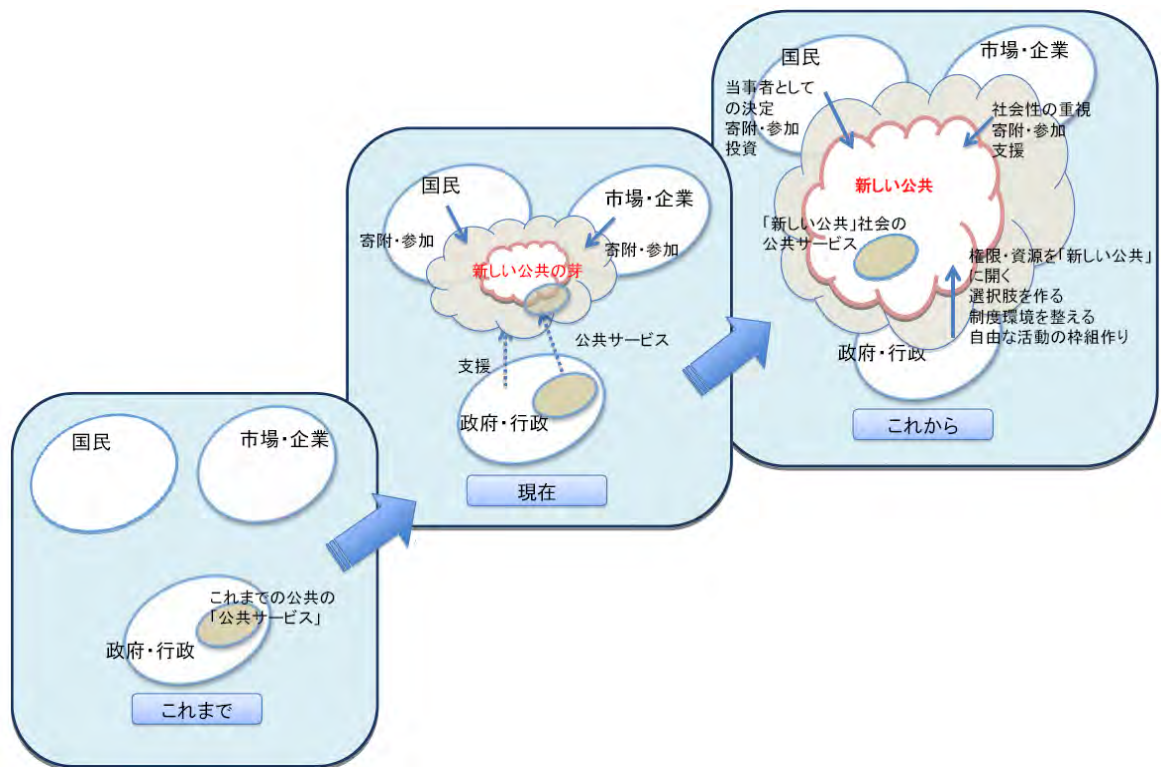 国民
市場・企業
これまでの公共の
「公共サービス」
政府・行政
これまで
国民
市場・企業
寄附・参加
寄附・参加
新しい公共の芽
公共サービス
支援
政府・行政
現在
国民
市場・企業
当事者として
の決定
寄附・参加
投資
社会性の重視
寄附・参加
支援
新しい公共
「新しい公共」社会の
公共サービス
権限・資源を「新しい公共」
に開く
選択肢を作る
制度環境を整える
自由な活動の枠組作り
政府・行政
これから